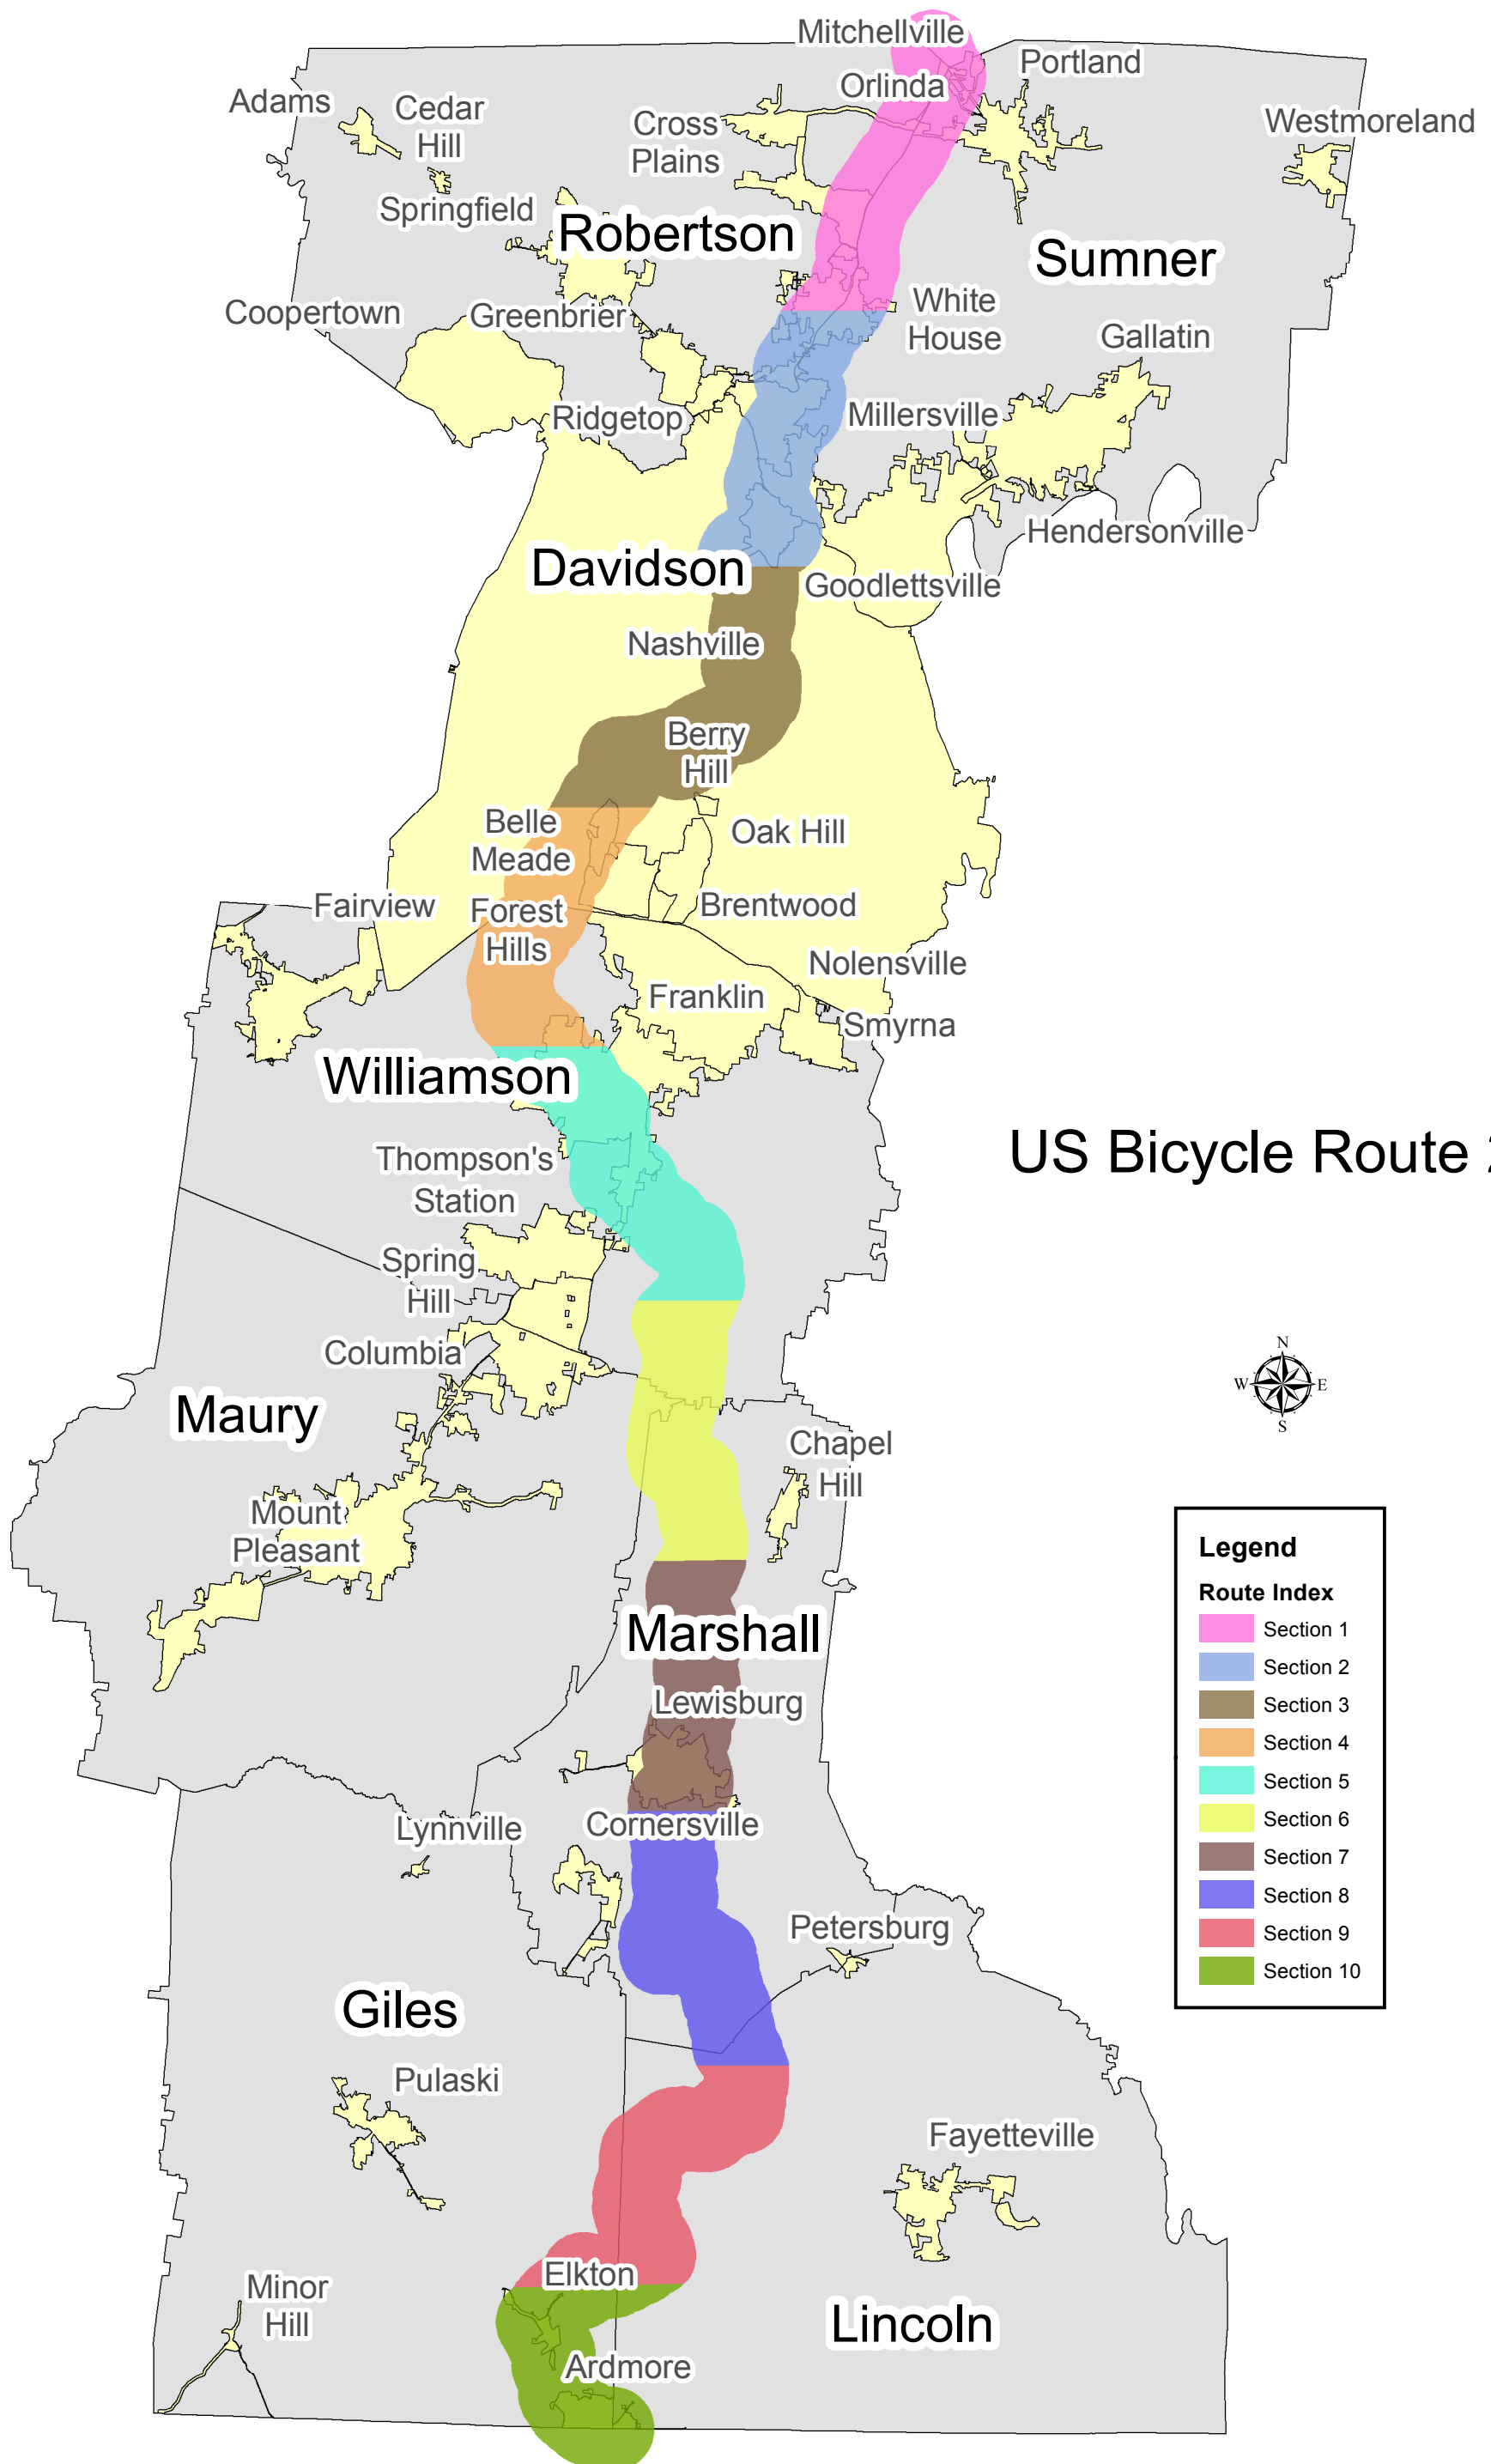 Mitchellville
Portland
Orlinda
Adams
Cedar
Hill
Cross
Plains
Westmoreland
Springfield
Robertson
Sumner
Coopertown
Greenbrier
White
House
Gallatin
Ridgetop
Millersville
Hendersonville
Davidson
Goodlettsville
Nashville
Berry
Hill
Belle
Meade
Oak Hill
Fairview
Forest
Hills
Brentwood
Nolensville
Franklin
Smyrna
Williamson
US Bicycle Route
Thompson's
Station
Spring
Hill
Columbia
N
W
E
S
Maury
Chapel
Hill
Mount
Pleasant
Marshall
Lewisburg
Lynnville
Cornersville
Petersburg
Giles
Pulaski
Fayetteville
Elkton
Minor
Hill
Lincoln
Ardmore
Legend
Route Index
Section 1
Section 2
Section 3
Section 4
Section 5
Section 6
Section 7
Section 8
Section 9
Section 10